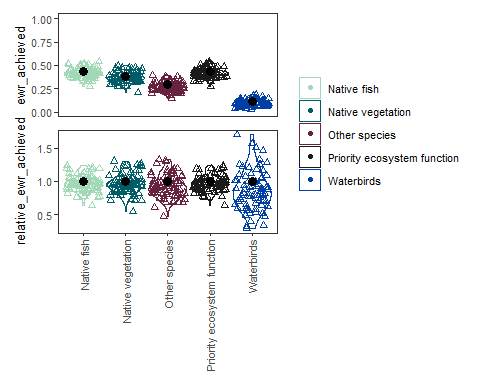 ewr_achieved
1.00
0.75
0.50
0.25
0.00
relative_ewr_achieved
1.5
1.0
0.5
Native fish
Native vegetation
Other species
Priority ecosystem function
Waterbirds
Native fish
Native vegetation
Other species
Priority ecosystem function
Waterbirds